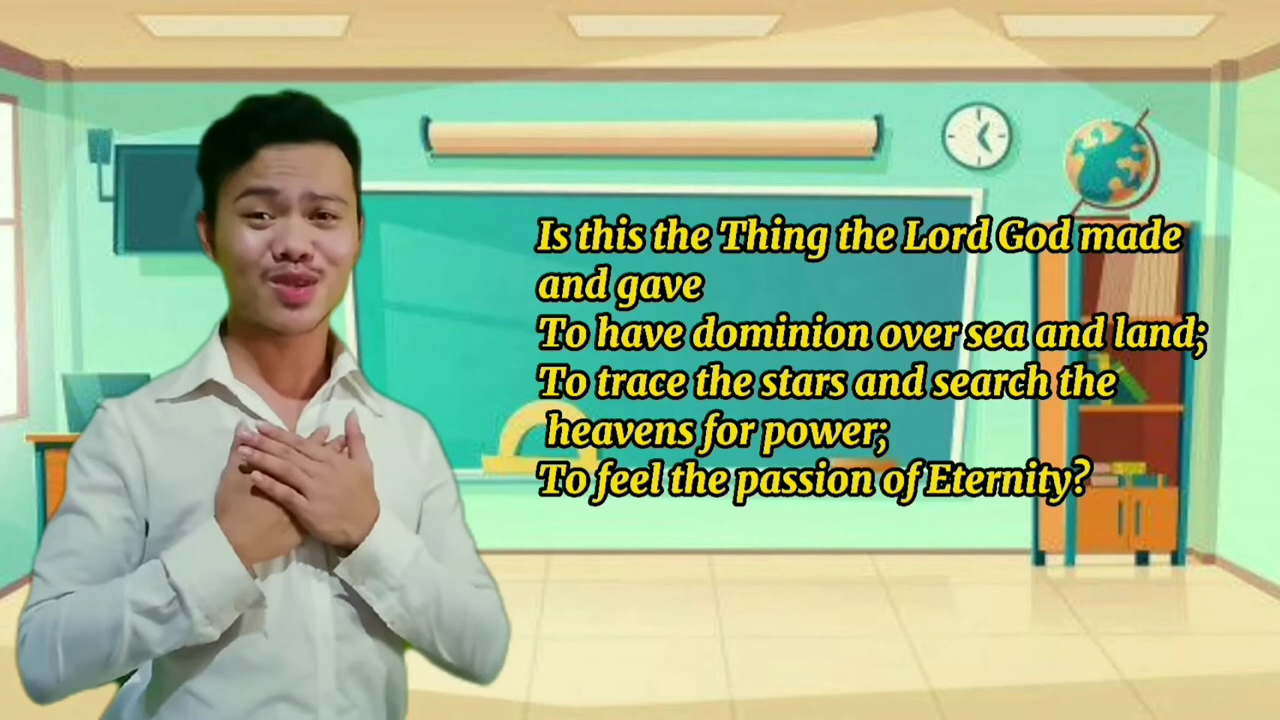 Is this the Thing the Lord God made
and gave
To have dominion over sea and land;
To trace the stars and search the
heavens for power;
To feel the passion of Eternity?